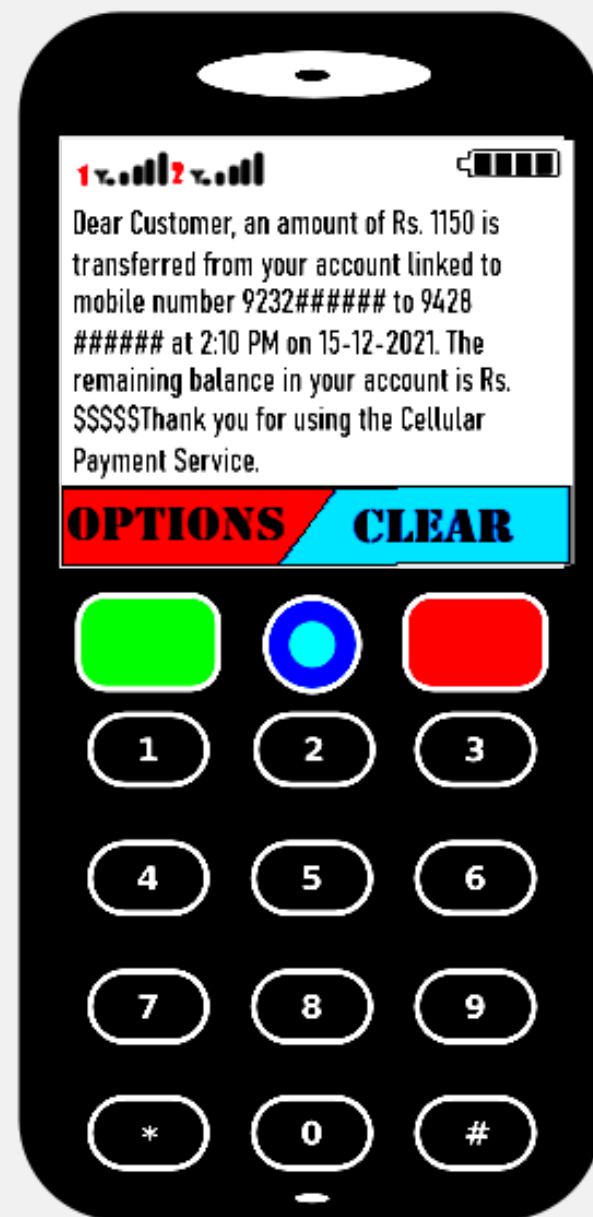 1 2
Dear Customer, an amount of Rs. 1150 is
transferred from your account linked to
mobile number 9232###### to 9428
###### at 2:10 PM on 15-12-2021. The
remaining balance in your account is Rs.
$$$$$Thank you for using the Cellular
Payment Service.
OPTIONS CLEAR
1 2 3
4 5 6
7 8 9
* 0 #